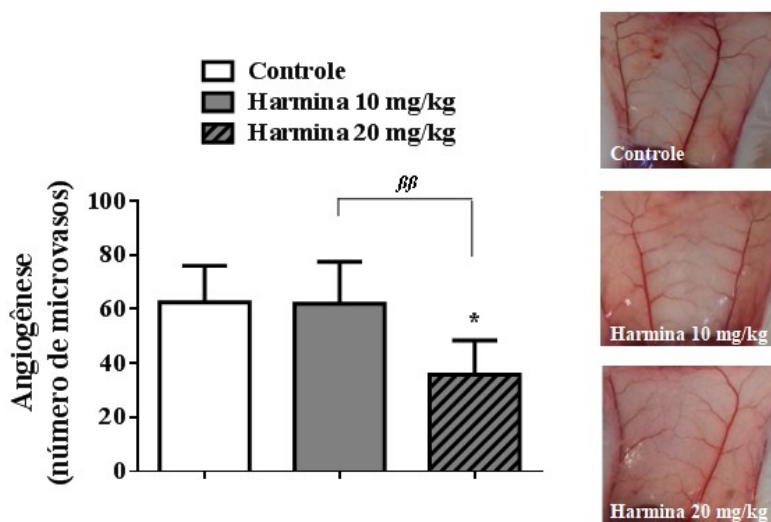 Controle
Harmina 10 mg/kg
Harmina 20 mg/kg
ββ
*
Angiogênese
(número de microvasos)
100
80
60
40
20
0
Controle
Harmina 10 mg/kg
Harmina 20 mg/kg